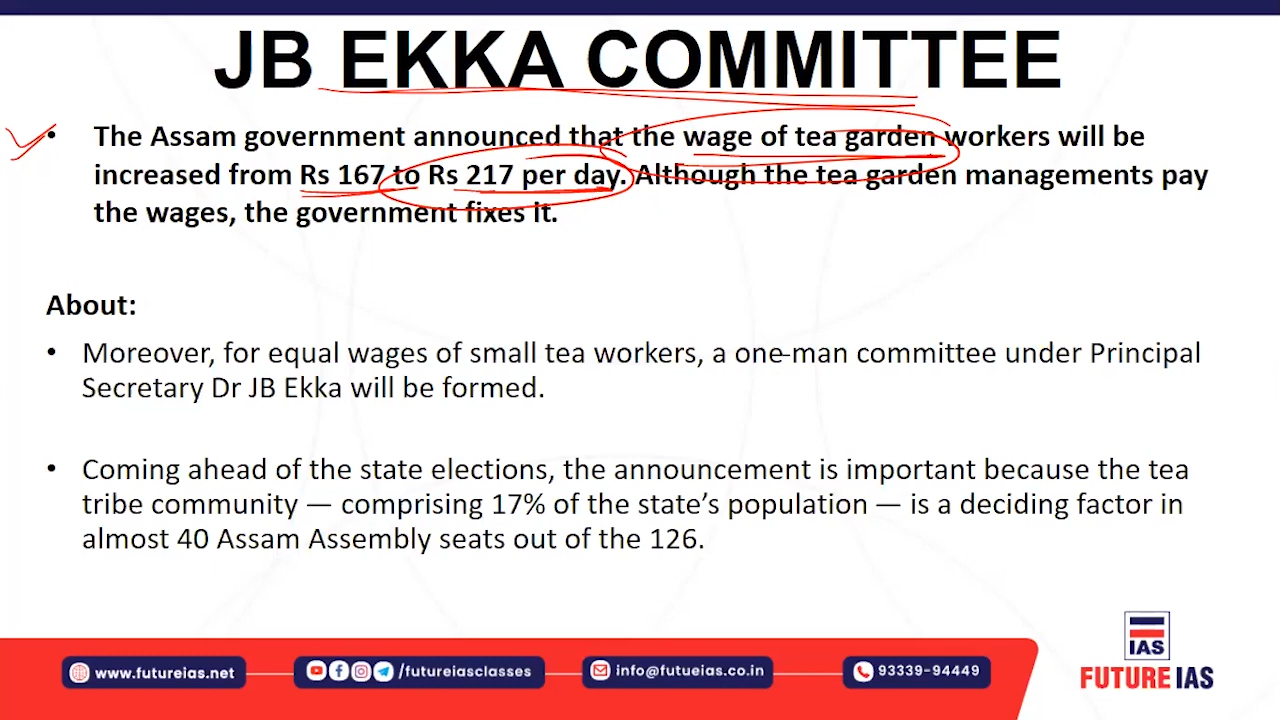 JB EKKA COMMITTEE
• The Assam government announced that the wage of tea garden workers will be
increased from Rs 167 to Rs 217 per day. Although the tea garden managements pay
the wages, the government fixes it.
About:
• Moreover, for equal wages of small tea workers, a one-man committee under Principal
Secretary Dr JB Ekka will be formed.
• Coming ahead of the state elections, the announcement is important because the tea
tribe community — comprising 17% of the state’s population — is a deciding factor in
almost 40 Assam Assembly seats out of the 126.
IAS
FUTURE IAS
www.futureias.net
/futureiasclasses
info@futueias.co.in
93339-94449